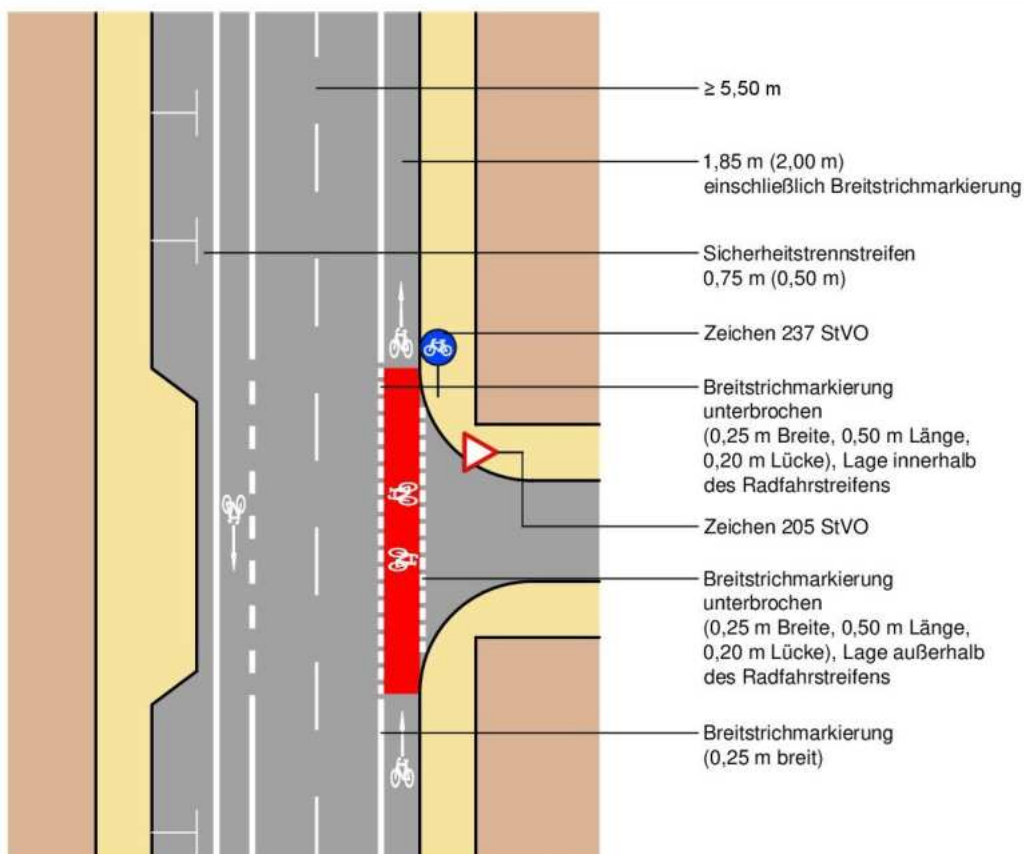 ≥ 5,50 m
1,85 m (2,00 m)
einschließlich Breitstrichmarkierung
Sicherheitstrennstreifen
0,75 m (0,50 m)
Zeichen 237 StVO
Breitstrichmarkierung
unterbrochen
(0,25 m Breite, 0,50 m Länge,
0,20 m Lücke), Lage innerhalb
des Radfahrstreifens
Zeichen 205 StVO
Breitstrichmarkierung
unterbrochen
(0,25 m Breite, 0,50 m Länge,
0,20 m Lücke), Lage außerhalb
des Radfahrstreifens
Breitstrichmarkierung
(0,25 m breit)